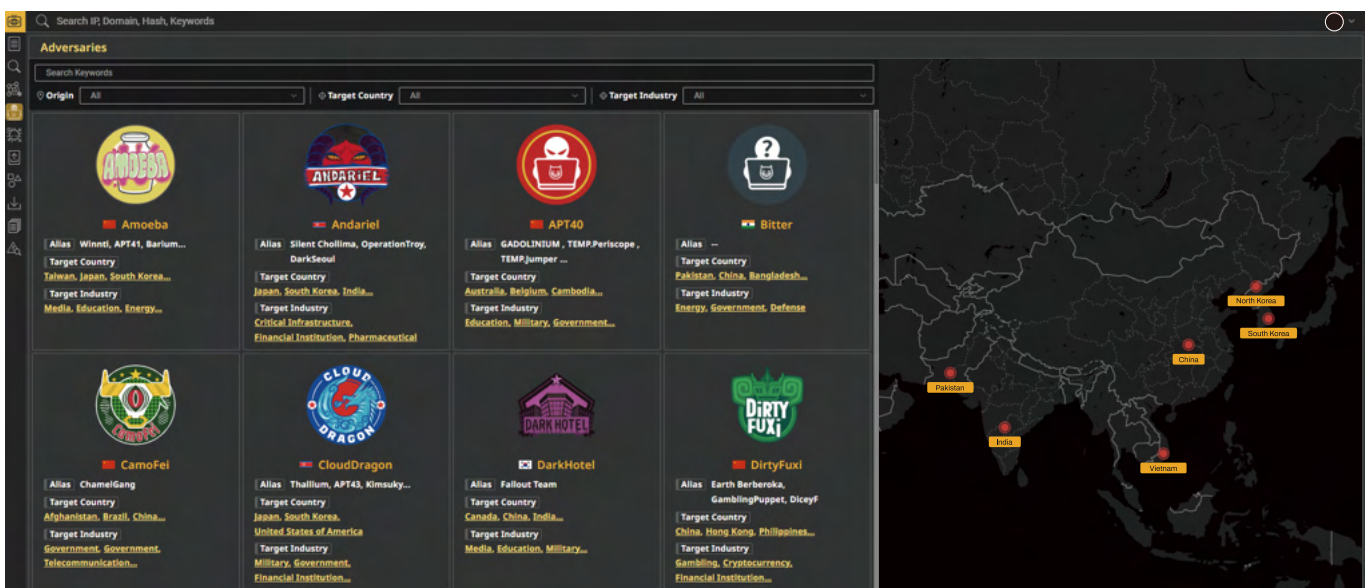 Search IP, Domain, Hash, Keywords
Adversaries
Search Keywords
Origin All Target Country All Target Industry All
AMOEBA
Amoeba
Alias Winnti, APT41, Barium...
Target Country
Taiwan, Japan, South Korea...
Target Industry
Media, Education, Energy...
ANDARIEL
Andariel
Alias Silent Chollima, OperationTroy,
DarkSeoul
Target Country
Japan, South Korea, India...
Target Industry
Critical Infrastructure,
Financial Institution, Pharmaceutical
APT40
Alias GADOLINIUM , TEMP.Periscope ,
TEMP.Jumper ...
Target Country
Australia, Belgium, Cambodia...
Target Industry
Education, Military, Government...
?
Bitter
Alias --
Target Country
Pakistan, China, Bangladesh...
Target Industry
Energy, Government, Defense
CamoFei
CamoFei
Alias ChamelGang
Target Country
Afghanistan, Brazil, China...
Target Industry
Government, Government,
Telecommunication...
CLOUD
DRAGON
CloudDragon
Alias Thallium, APT43, Kimsuky...
Target Country
Japan, South Korea,
United States of America
Target Industry
Military, Government,
Financial Institution...
DARK HOTEL
DarkHotel
Alias Fallout Team
Target Country
Canada, China, India...
Target Industry
Media, Education, Military...
DiRTY
FUXi
DirtyFuxi
Alias Earth Berberoka,
GamblingPuppet, DiceyF
Target Country
China, Hong Kong, Philippines...
Target Industry
Gambling, Cryptocurrency,
Financial Institution...
North Korea
South Korea
China
Pakistan
India
Vietnam